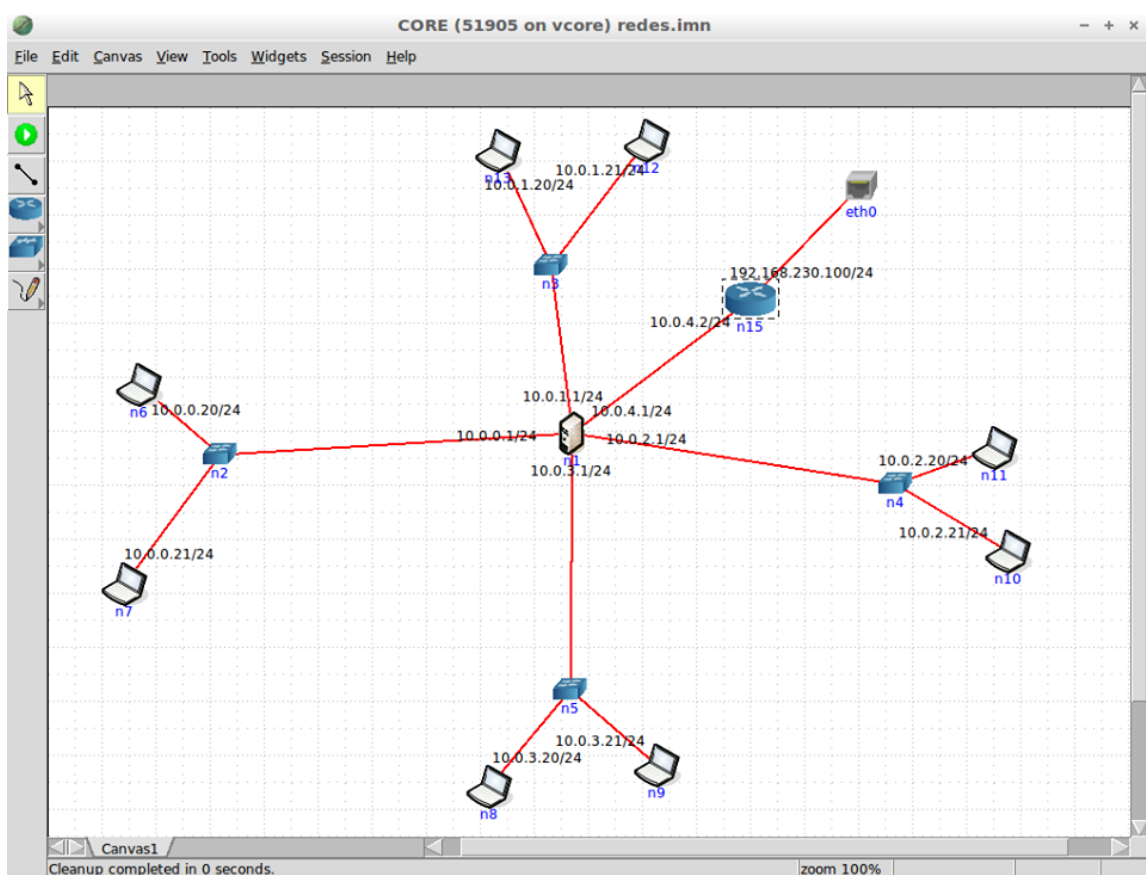 CORE (51905 on vcore) redes.imn
File Edit Canvas View Tools Widgets Session Help
n13
10.0.1.20/24
10.0.1.21/24
n12
eth0
n3
192.168.230.100/24
10.0.4.2/24
n15
n6
10.0.0.20/24
10.0.1.1/24
10.0.4.1/24
10.0.0.1/24
10.0.2.1/24
n1
10.0.3.1/24
n2
10.0.2.20/24
n11
n4
10.0.2.21/24
n10
10.0.0.21/24
n7
n5
10.0.3.21/24
10.0.3.20/24
n9
n8
Canvas1
Cleanup completed in 0 seconds.
zoom 100%